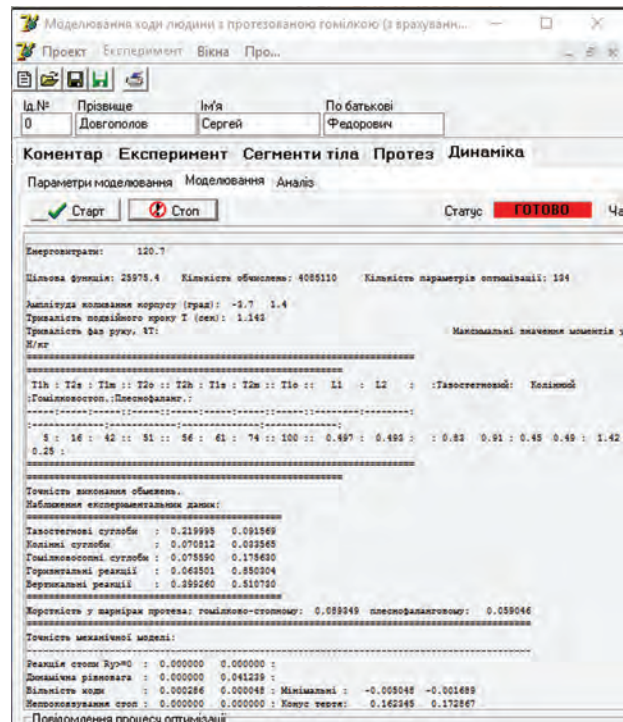 Моделювання ходи людини з протезованою гомілкою (з врахуванн...
Проект Експеримент Вікна Про...
Ід.№ Прізвище Ім'я По батькові
0 Довгополов Сергей Федорович
Коментар Експеримент Сегменти тіла Протез Динаміка
Параметри моделювання Моделювання Аналіз
Старт Стоп Статус ГОТОВО Ча
Енерговитрати: 120.7
Цільова функція: 25975.4 Кількість обчислень: 4085110 Кількість параметрів оптимізації: 134
Амплітуда коливання корпусу (град): -3.7 1.4
Тривалість подвійного кроку Т (сек): 1.143
Тривалість фаз руху, %Т: Максимальні значення моментів у
Н/кг
T1h : T2s : T1m :: T2o :: T2h : T1s : T2m :: T1o :: L1 : L2 : :Тазостегновий: Колінний
:Гомілковостоп.:Плеснофаланг.:
5 : 16 : 42 :: 51 :: 56 : 61 : 74 :: 100 :: 0.497 : 0.493 : : 0.83 0.91 : 0.45 0.49 : 1.42
0.25 :
Точність виконання обмежень.
Наближення експериментальних даних:
Тазостегнові суглоби : 0.219995 0.091569
Колінні суглоби : 0.070812 0.033565
Гомілковосопні суглоби : 0.075590 0.175630
Горизнтальні реакції : 0.063501 0.850304
Вертикальні реакції : 0.399260 0.510730
Жорсткість у шарнірах протеза: гомілково-стопному: 0.089349 плеснофаланговому: 0.059046
Точність механічної моделі:
Реакція стопи Ry>=0 : 0.000000 0.000000 :
Динамічна рівновага : 0.000000 0.041239 :
Вільність ходи : 0.000286 0.000048 : Мінімальні : -0.005048 -0.001689
Непроковзування стоп : 0.000000 0.000000 : Конус тертя: 0.162345 0.172867
Повідомлення процесу оптимізації